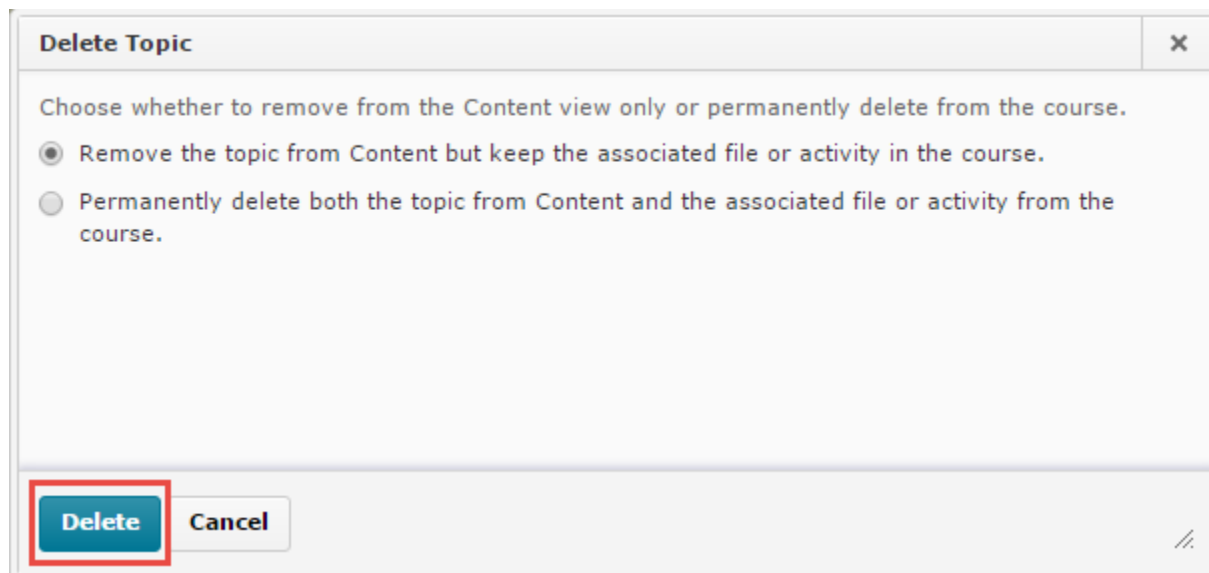 Delete Topic
Choose whether to remove from the Content view only or permanently delete from the course.
Remove the topic from Content but keep the associated file or activity in the course.
Permanently delete both the topic from Content and the associated file or activity from the
course.
Delete Cancel